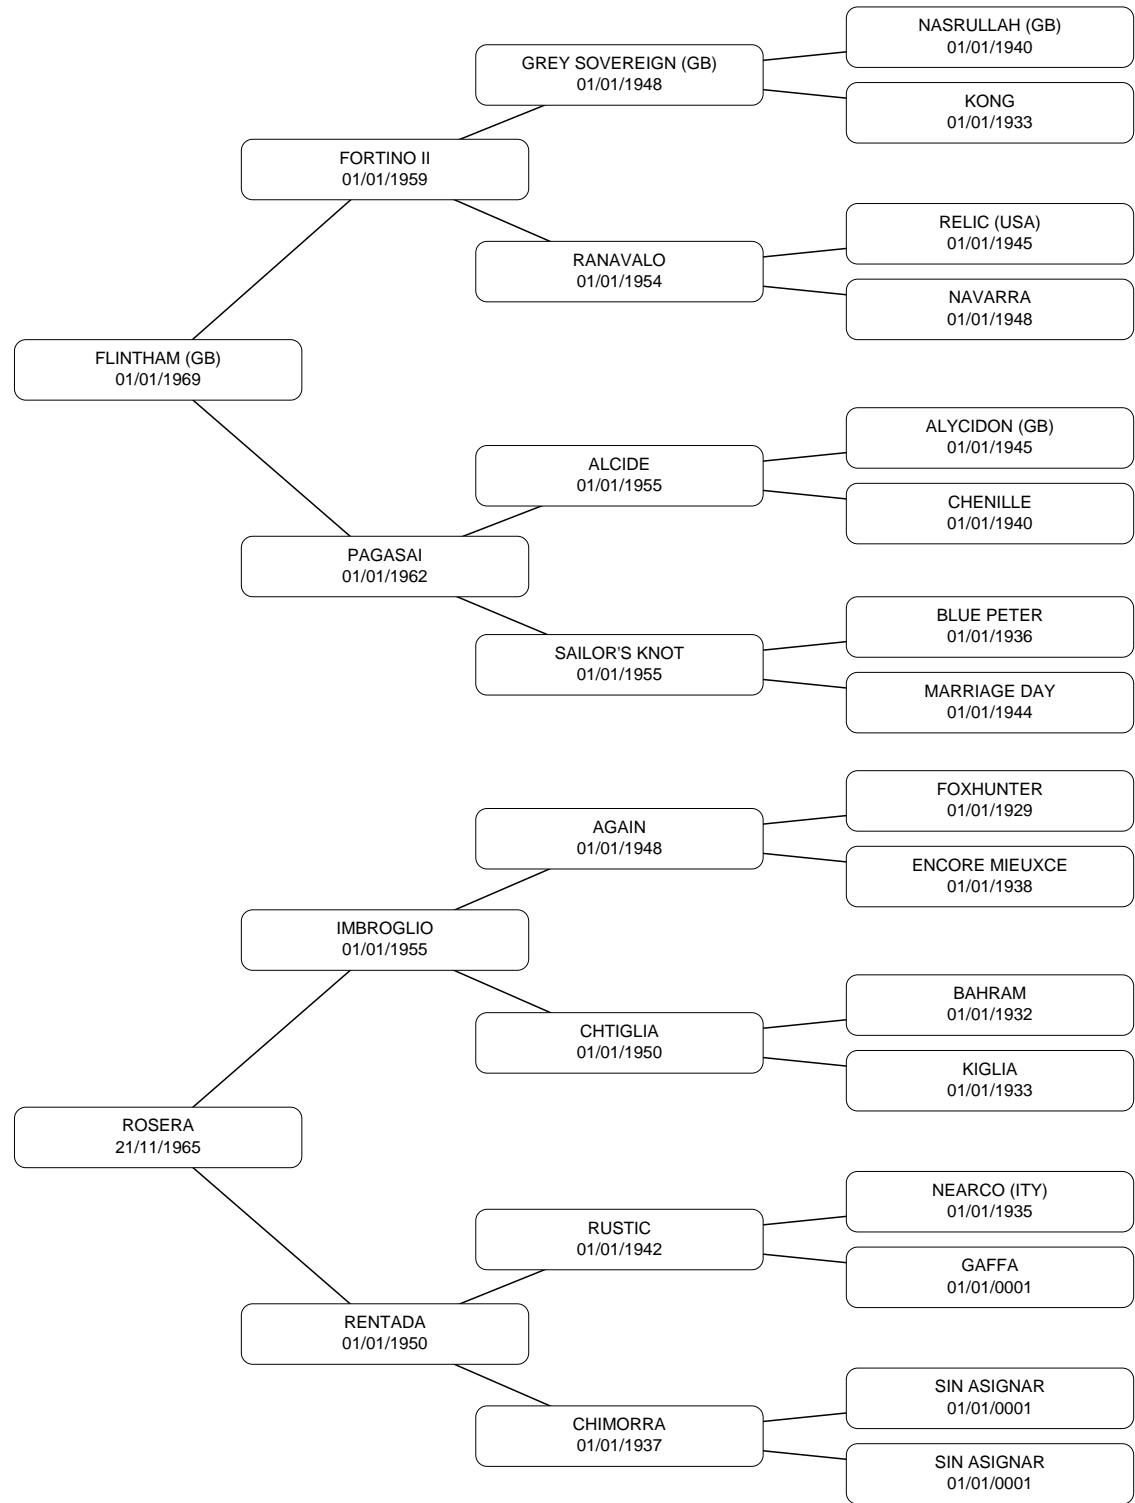 NASRULLAH (GB)
01/01/1940
GREY SOVEREIGN (GB)
01/01/1948
KONG
01/01/1933
FORTINO II
01/01/1959
RELIC (USA)
01/01/1945
RANAVALO
01/01/1954
NAVARRA
01/01/1948
FLINTHAM (GB)
01/01/1969
ALYCIDON (GB)
01/01/1945
ALCIDE
01/01/1955
CHENILLE
01/01/1940
PAGASAI
01/01/1962
BLUE PETER
01/01/1936
SAILOR'S KNOT
01/01/1955
MARRIAGE DAY
01/01/1944
FOXHUNTER
01/01/1929
AGAIN
01/01/1948
ENCORE MIEUXCE
01/01/1938
IMBROGLIO
01/01/1955
BAHRAM
01/01/1932
CHTIGLIA
01/01/1950
KIGLIA
01/01/1933
ROSERA
21/11/1965
NEARCO (ITY)
01/01/1935
RUSTIC
01/01/1942
GAFFA
01/01/0001
RENTADA
01/01/1950
SIN ASIGNAR
01/01/0001
CHIMORRA
01/01/1937
SIN ASIGNAR
01/01/0001